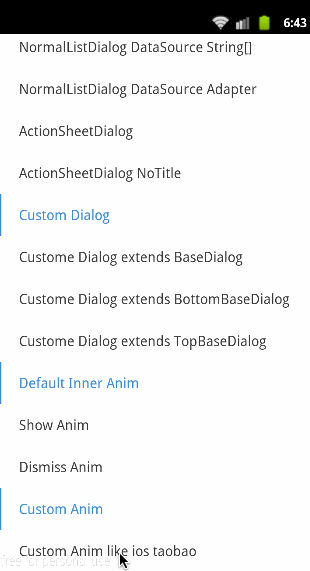 6:43
NormalListDialog DataSource String[]
NormalListDialog DataSource Adapter
ActionSheetDialog
ActionSheetDialog NoTitle
Custom Dialog
Custome Dialog extends BaseDialog
Custome Dialog extends BottomBaseDialog
Custome Dialog extends TopBaseDialog
Default Inner Anim
Show Anim
Dismiss Anim
Custom Anim
Custom Anim like ios taobao